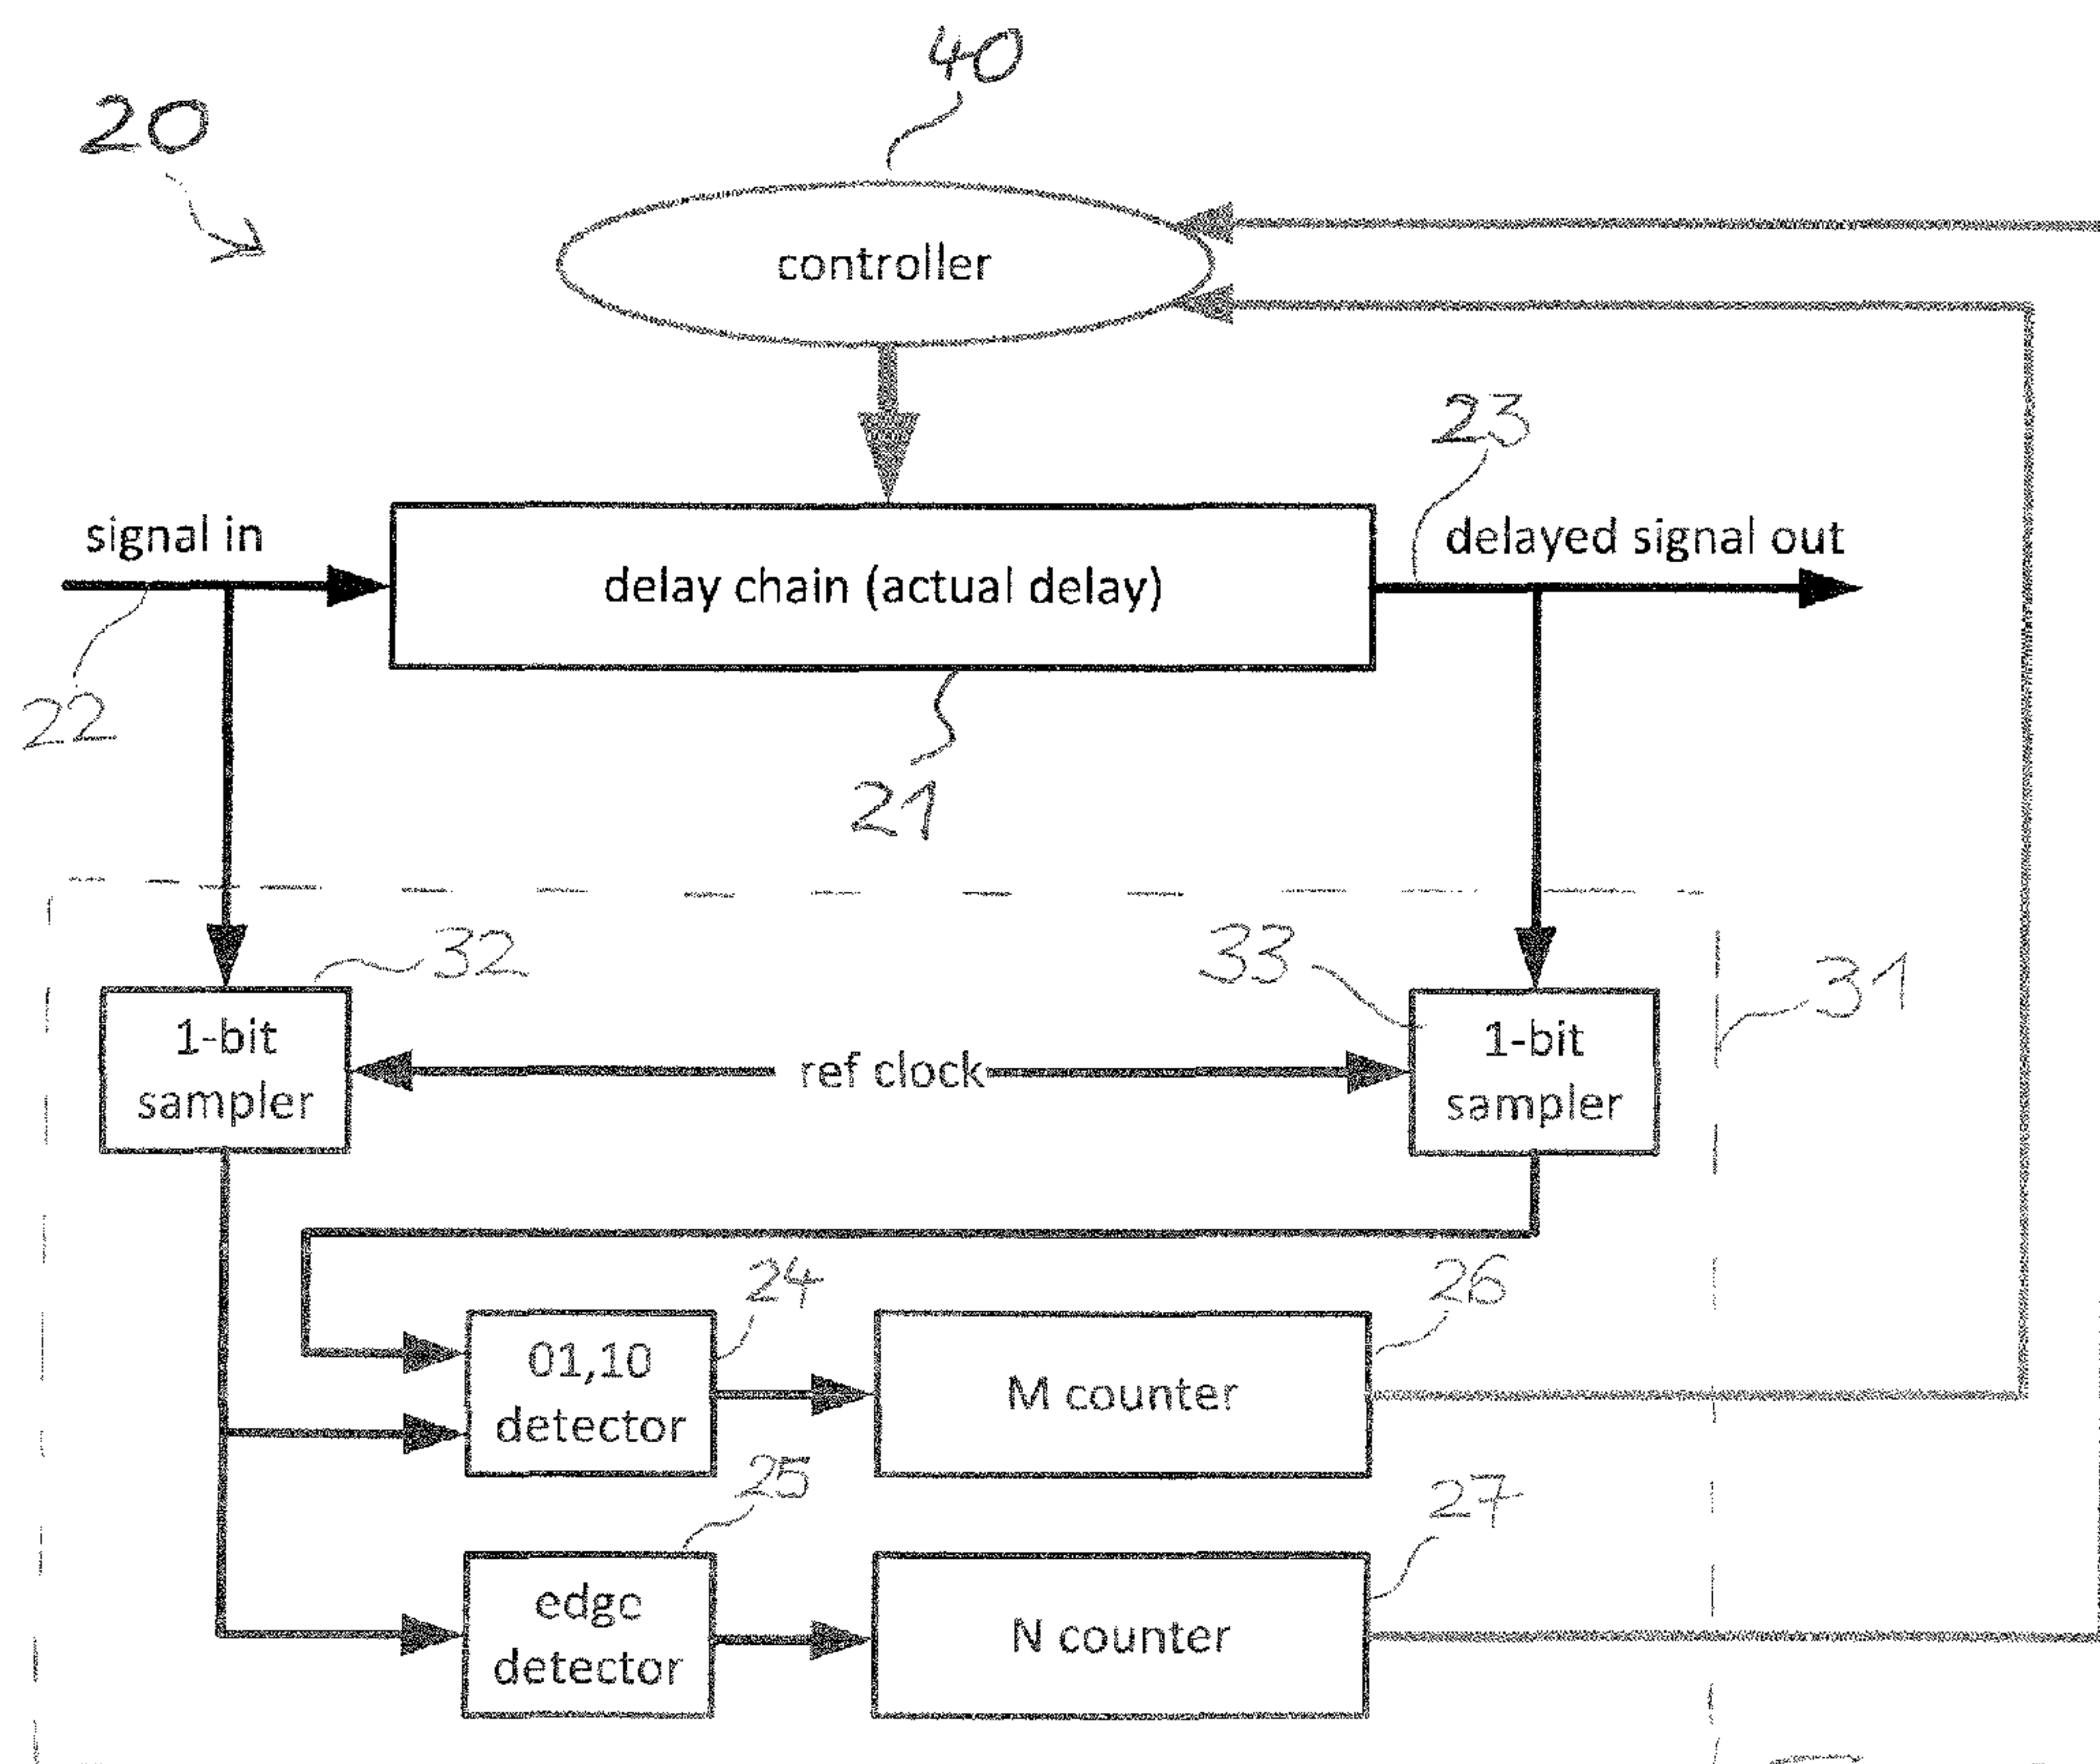 40
20
controller
23
signal in
delay chain (actual delay)
delayed signal out
22
21
32
33
31
1-bit
sampler
ref clock
1-bit
sampler
24
26
01,10
detector
M counter
25
27
edge
detector
N counter